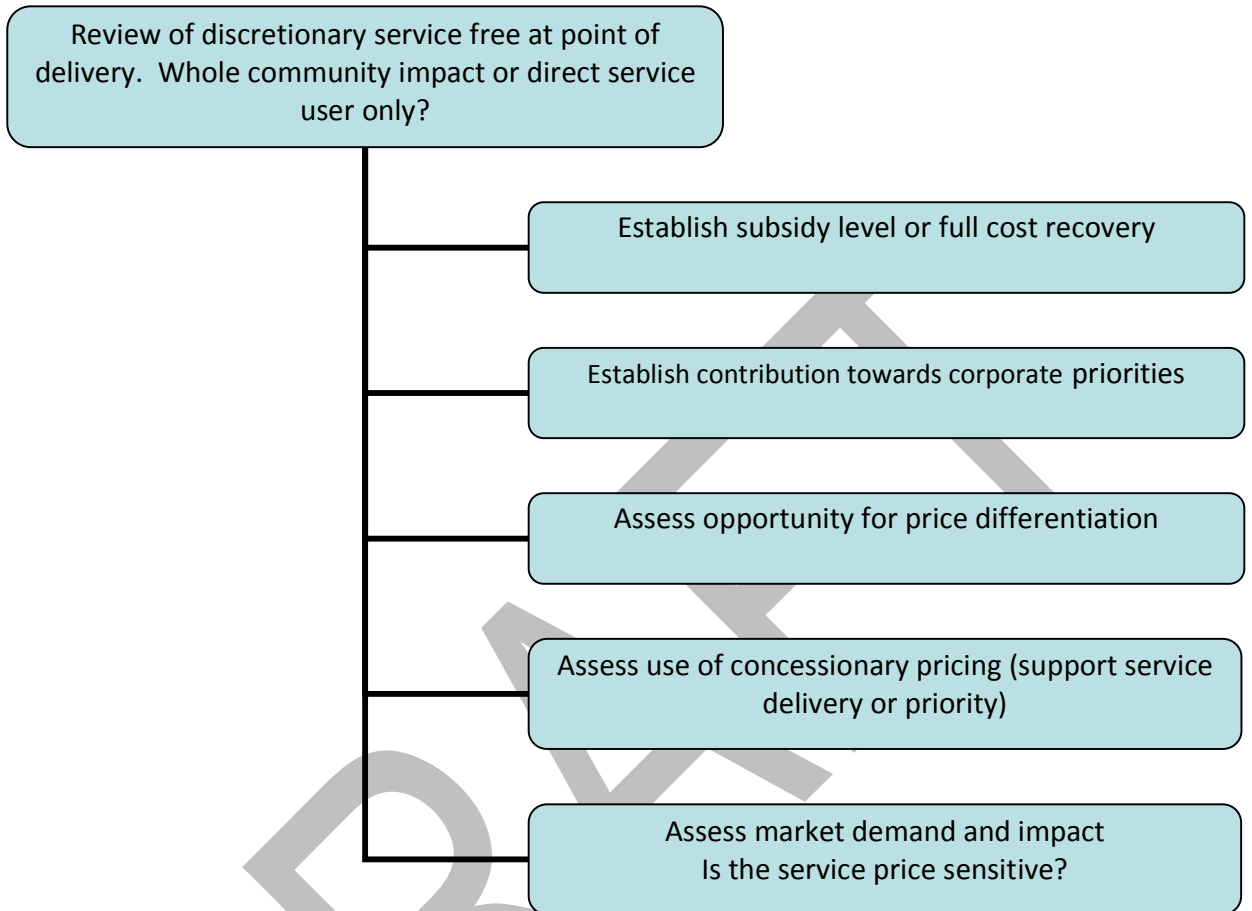 Review of discretionary service free at point of
delivery. Whole community impact or direct service
user only?
Establish subsidy level or full cost recovery
Establish contribution towards corporate priorities
Assess opportunity for price differentiation
Assess use of concessionary pricing (support service
delivery or priority)
Assess market demand and impact
Is the service price sensitive?
DRAFT